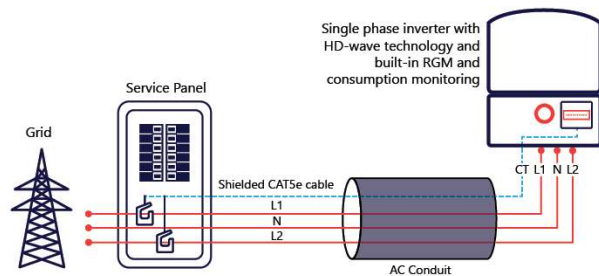 Single phase inverter with
HD-wave technology and
built-in RGM and
consumption monitoring
Service Panel
Grid
CT L1 N L2
Shielded CAT5e cable
L1
N
L2
AC Conduit